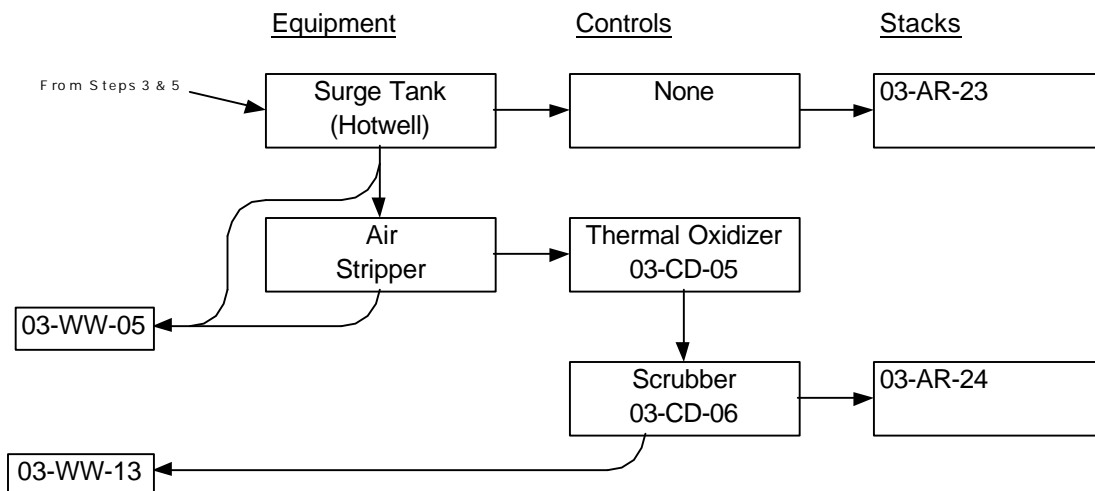 Equipment
Controls
Stacks
From Steps 3 & 5
Surge Tank
(Hotwell)
None
03-AR-23
Air
Stripper
Thermal Oxidizer
03-CD-05
03-WW-05
Scrubber
03-CD-06
03-AR-24
03-WW-13